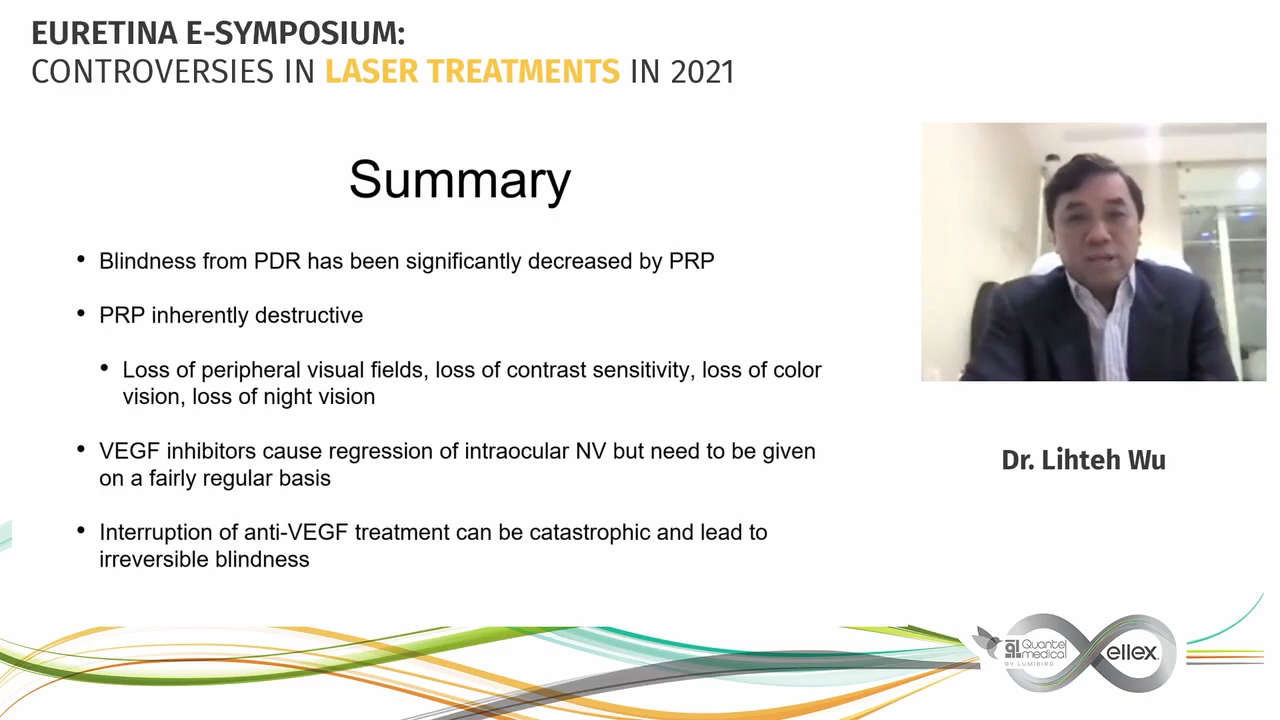 EURETINA E-SYMPOSIUM:
CONTROVERSIES IN LASER TREATMENTS IN 2021
Summary
• Blindness from PDR has been significantly decreased by PRP
• PRP inherently destructive
• Loss of peripheral visual fields, loss of contrast sensitivity, loss of color
vision, loss of night vision
• VEGF inhibitors cause regression of intraocular NV but need to be given
on a fairly regular basis
• Interruption of anti-VEGF treatment can be catastrophic and lead to
irreversible blindness
Dr. Lihteh Wu
Quantel
medical
BY LUMIBIRD
ellex